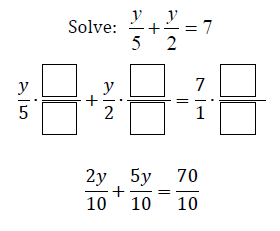 Solve: y/5 + y/2 = 7
y/5 · □/□ + y/2 · □/□ = 7/1 · □/□
2y/10 + 5y/10 = 70/10